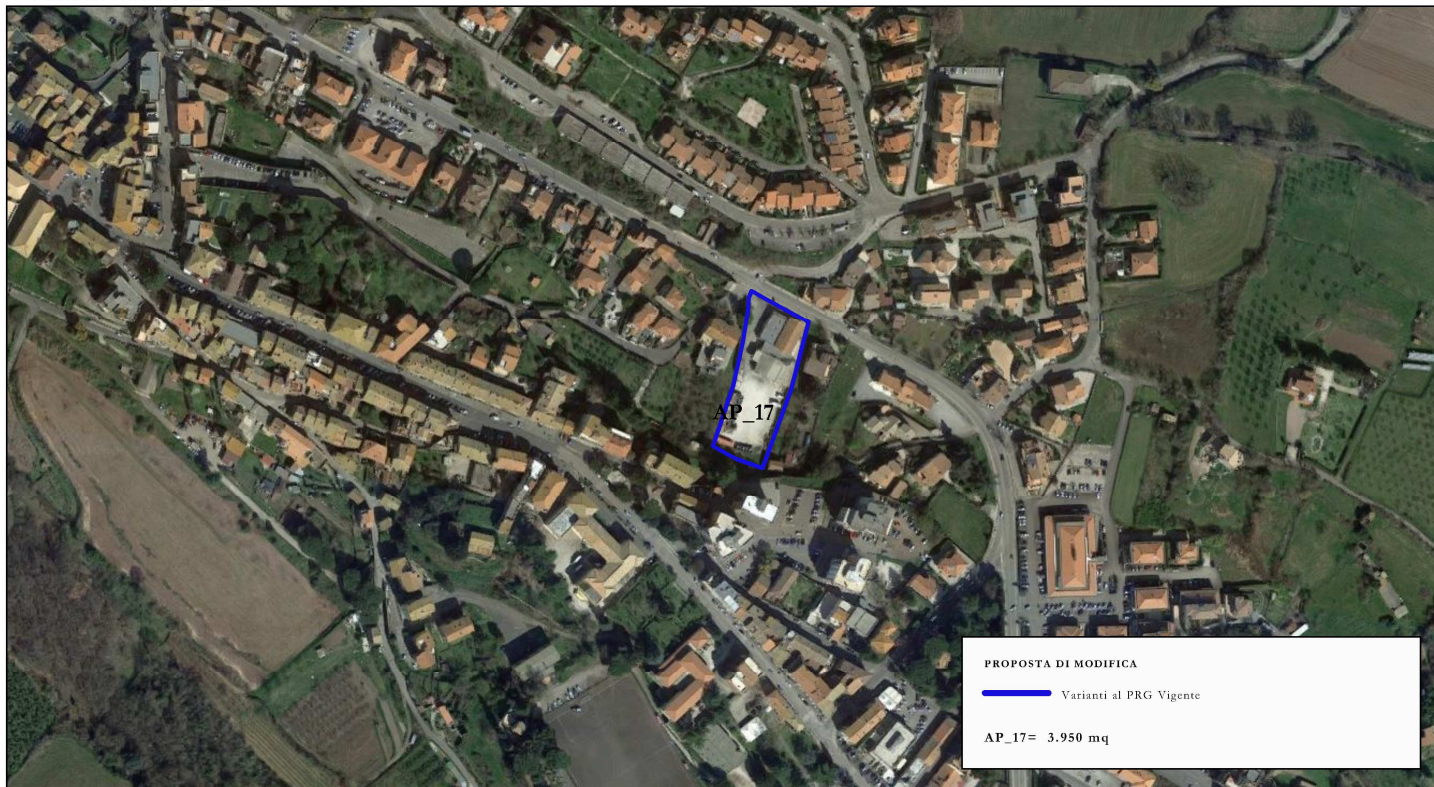 AP_17
PROPOSTA DI MODIFICA
Varianti al PRG Vigente
AP_17= 3.950 mq